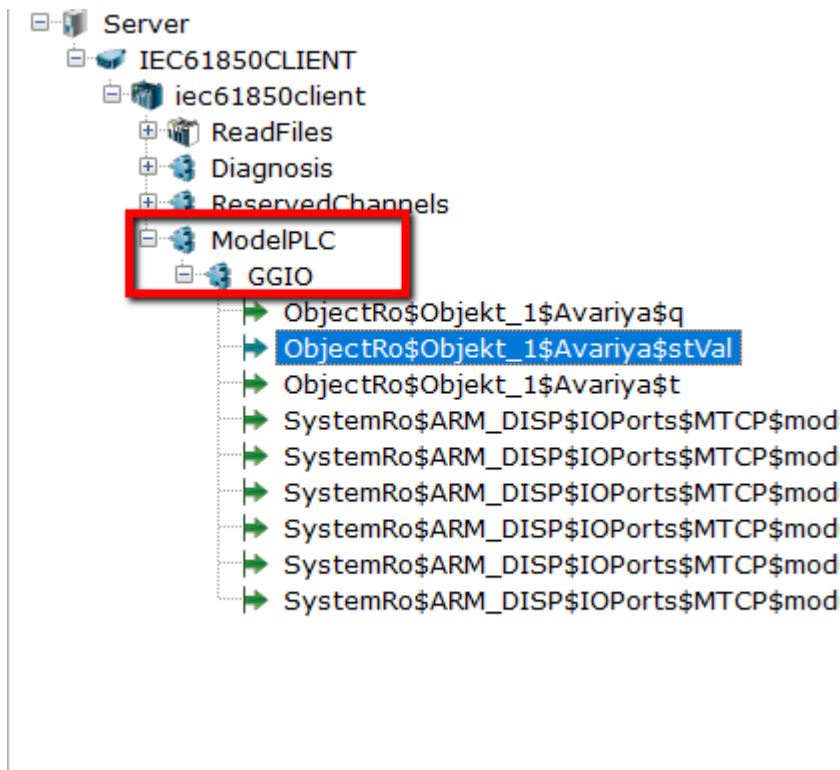 Server
IEC61850CLIENT
iec61850client
ReadFiles
Diagnosis
ReservedChannels
ModelPLC
GGIO
ObjectRo$Objekt_1$Avariya$q
ObjectRo$Objekt_1$Avariya$stVal
ObjectRo$Objekt_1$Avariya$t
SystemRo$ARM_DISP$IOPorts$MTCP$mod
SystemRo$ARM_DISP$IOPorts$MTCP$mod
SystemRo$ARM_DISP$IOPorts$MTCP$mod
SystemRo$ARM_DISP$IOPorts$MTCP$mod
SystemRo$ARM_DISP$IOPorts$MTCP$mod
SystemRo$ARM_DISP$IOPorts$MTCP$mod